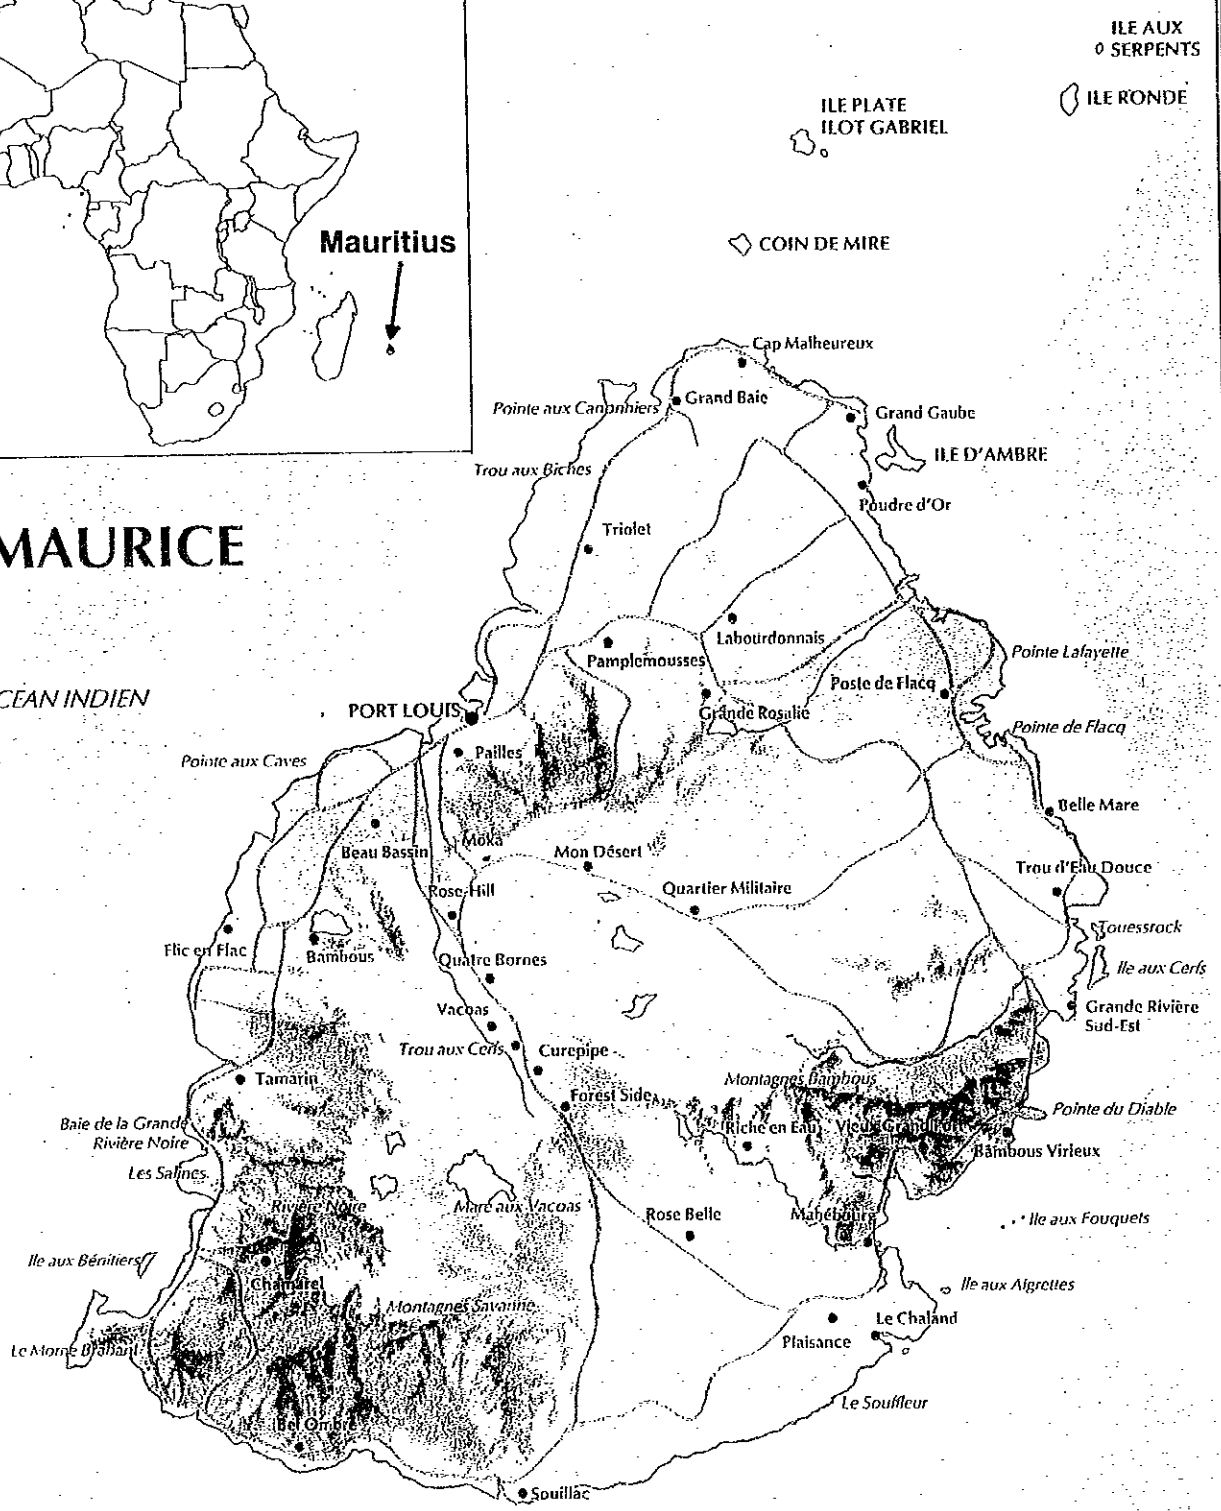 ILE AUX
SERPENTS
ILE RONDE
ILE PLATE
ILOT GABRIEL
Mauritius
COIN DE MIRE
Cap Malheureux
Pointe aux Canonniers
Grand Baie
Grand Gaube
Trou aux Biches
ILE D'AMBRE
Poudre d'Or
MAURICE
Triolet
Labourdonnais
Pointe Lafayette
Pamplemousses
Poste de Flacq
CEAN INDIEN
PORT LOUIS
Grande Rosalie
Pointe de Flacq
Pailles
Pointe aux Caves
Belle Mare
Moka
Beau Bassin
Mon Désert
Trou d'Eau Douce
Rose-Hill
Quartier Militaire
Touessrock
Flic en Flac
Bambous
Quatre Bornes
Ile aux Cerfs
Vacoas
Grande Rivière
Sud-Est
Trou aux Cerfs
Curepipe
Tamarin
Montagnes Bambous
Forest Side
Pointe du Diable
Baie de la Grande
Rivière Noire
Riche en Eau
Vieux Grand Port
Bambous Virieux
Les Salines
Rivière Noire
Mare aux Vacoas
Rose Belle
Mahébourg
Ile aux Fouquets
Ile aux Bénitiers
Chamarel
Ile aux Aigrettes
Montagnes Savanne
Le Chaland
Plaisance
Le Morne Brabant
Le Souffleur
Bel Ombre
Souillac